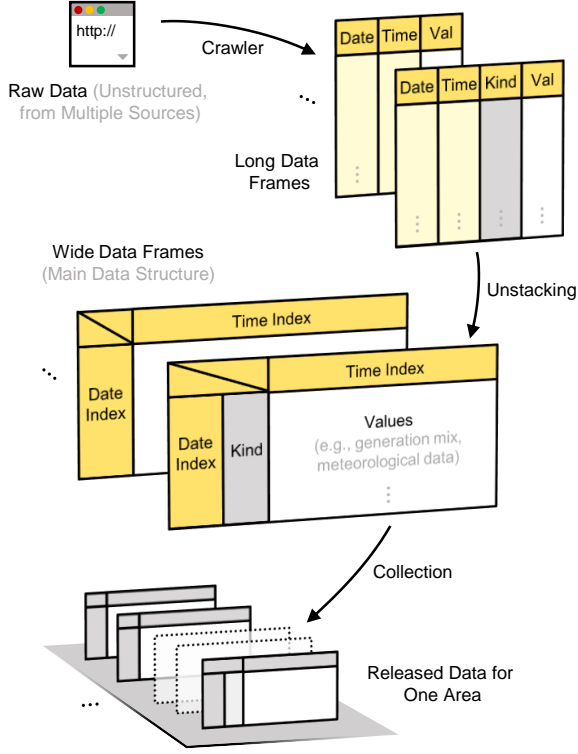 http://
Crawler
Raw Data (Unstructured,
from Multiple Sources)
...
Date Time Val
Date Time Kind Val
Long Data
Frames
Wide Data Frames
(Main Data Structure)
Unstacking
Time Index
Date
Index
...
Time Index
Date
Index
Kind
Values
(e.g., generation mix,
meteorological data)
Collection
Released Data for
One Area
...